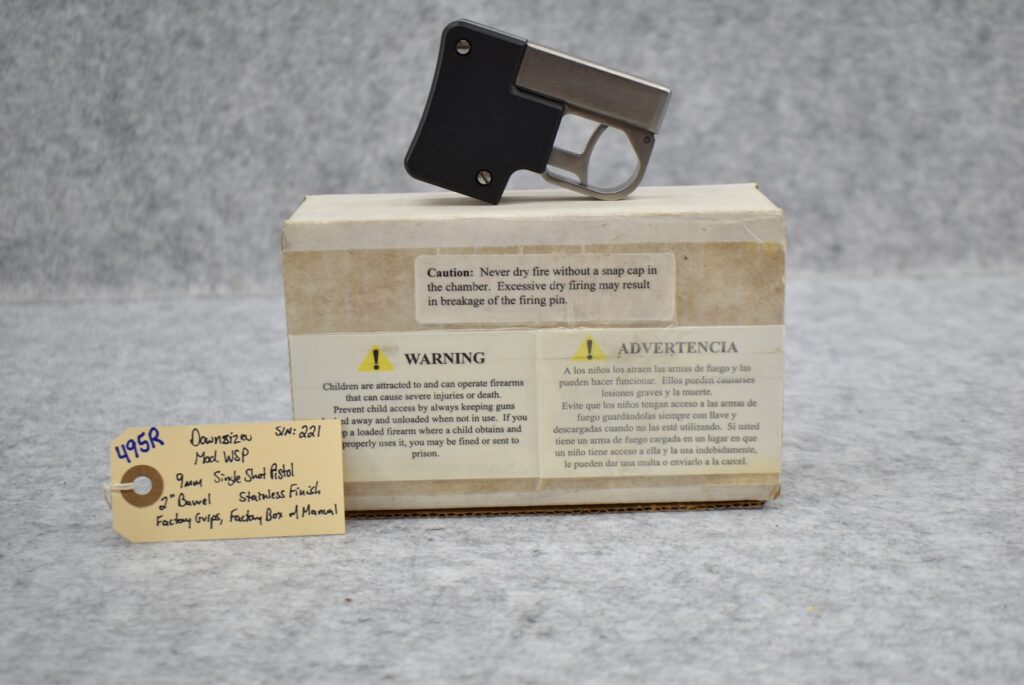 Caution: Never dry fire without a snap cap in
the chamber. Excessive dry firing may result
in breakage of the firing pin.
WARNING
Children are attracted to and can operate firearms
that can cause severe injuries or death.
Prevent child access by always keeping guns
away and unloaded when not in use. If you
a loaded firearm where a child obtains and
properly uses it, you may be fined or sent to
prison.
ADVERTENCIA
A los niños los atraen las armas de fuego y las
pueden hacer funcionar. Ellos pueden causarses
lesiones graves y la muerte.
Evite que los niños tengan acceso a las armas de
fuego guardándolas siempre con llave y
descargadas cuando no las esté utilizando. Si usted
tiene un arma de fuego cargada en un lugar en que
un niño tiene acceso a ella y la usa indebidamente,
le pueden dar una multa o enviarlo a la carcel.
495R
Downsizer S/N: 221
Mod. WSP
9mm Single Shot Pistol
2" Barrel Stainless Finish
Factory Grips, Factory Box & Manual